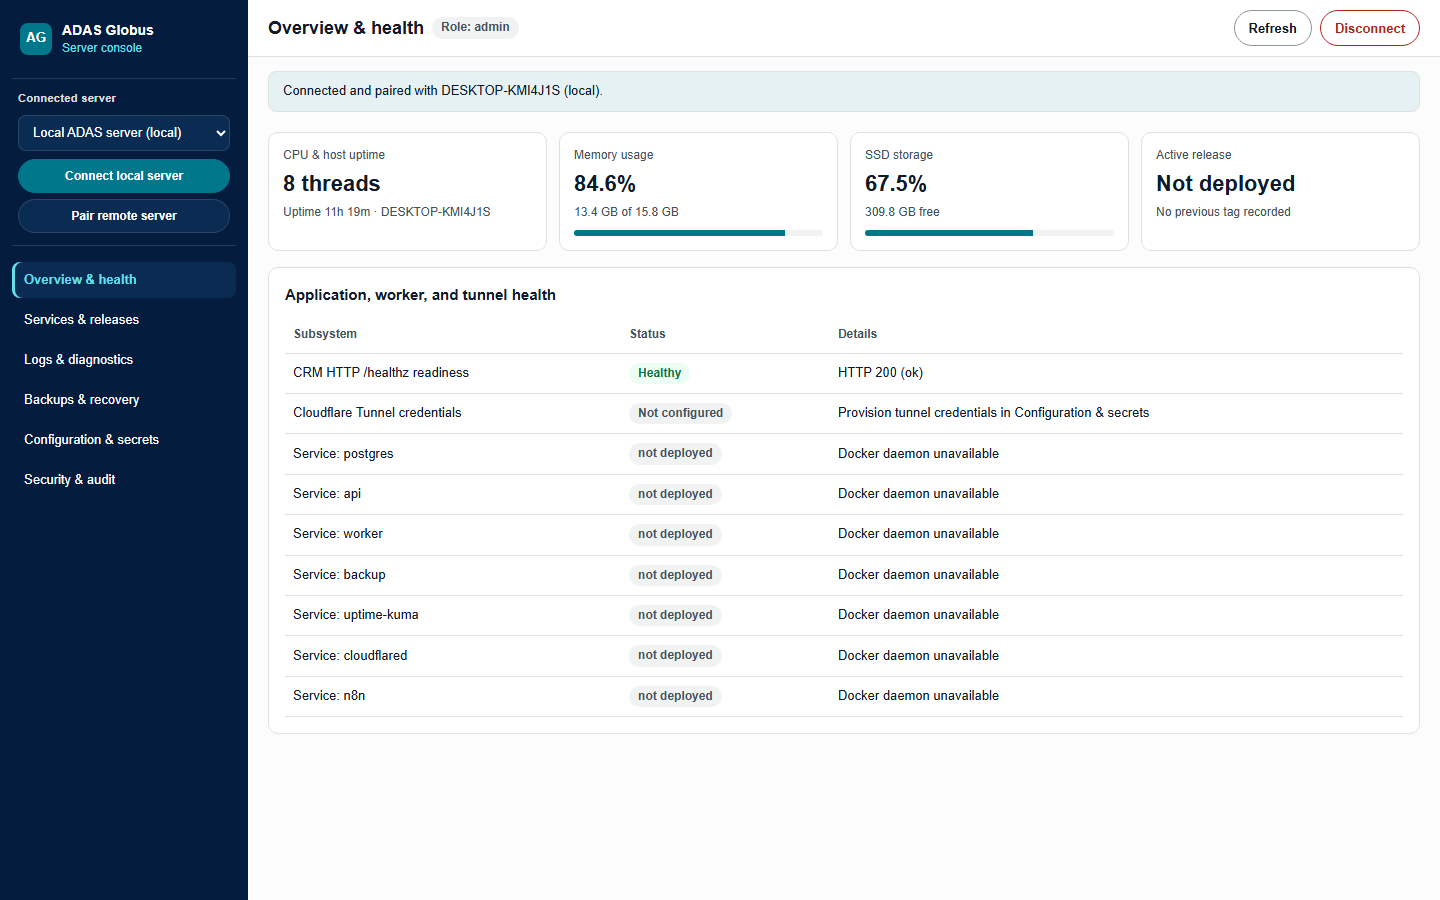 AG
ADAS Globus
Server console
Connected server
Local ADAS server (local)
Connect local server
Pair remote server
Overview & health
Services & releases
Logs & diagnostics
Backups & recovery
Configuration & secrets
Security & audit
Overview & health Role: admin Refresh Disconnect
Connected and paired with DESKTOP-KMI4J1S (local).
CPU & host uptime
8 threads
Uptime 11h 19m · DESKTOP-KMI4J1S
Memory usage
84.6%
13.4 GB of 15.8 GB
SSD storage
67.5%
309.8 GB free
Active release
Not deployed
No previous tag recorded
Application, worker, and tunnel health
Subsystem Status Details
CRM HTTP /healthz readiness Healthy HTTP 200 (ok)
Cloudflare Tunnel credentials Not configured Provision tunnel credentials in Configuration & secrets
Service: postgres not deployed Docker daemon unavailable
Service: api not deployed Docker daemon unavailable
Service: worker not deployed Docker daemon unavailable
Service: backup not deployed Docker daemon unavailable
Service: uptime-kuma not deployed Docker daemon unavailable
Service: cloudflared not deployed Docker daemon unavailable
Service: n8n not deployed Docker daemon unavailable